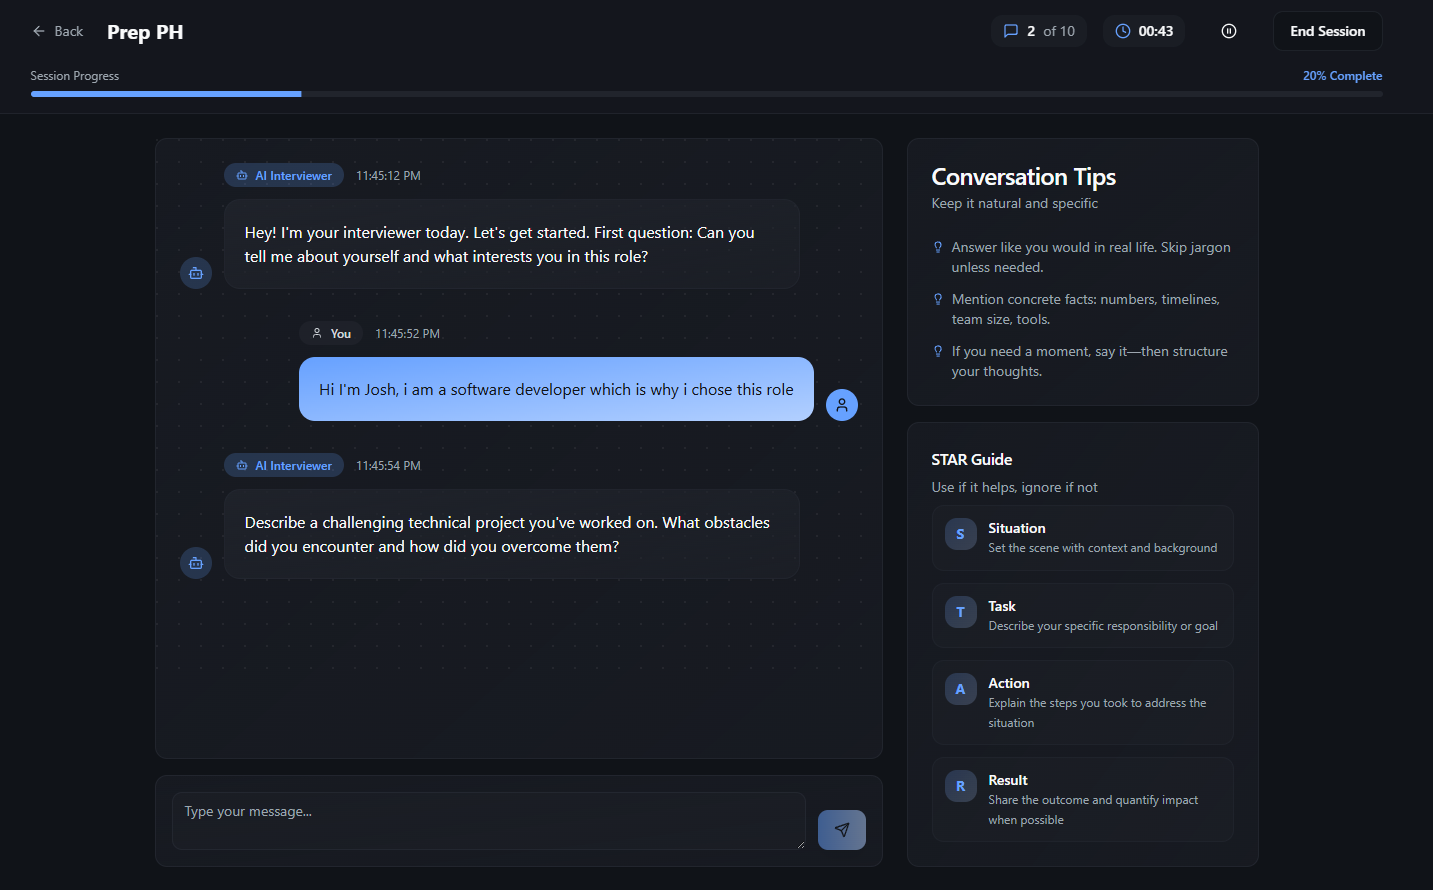 Back
Prep PH
2 of 10
00:43
End Session
Session Progress
20% Complete
AI Interviewer 11:45:12 PM
Hey! I'm your interviewer today. Let's get started. First question: Can you
tell me about yourself and what interests you in this role?
You 11:45:52 PM
Hi I'm Josh, i am a software developer which is why i chose this role
AI Interviewer 11:45:54 PM
Describe a challenging technical project you've worked on. What obstacles
did you encounter and how did you overcome them?
Type your message...
Conversation Tips
Keep it natural and specific
Answer like you would in real life. Skip jargon
unless needed.
Mention concrete facts: numbers, timelines,
team size, tools.
If you need a moment, say it—then structure
your thoughts.
STAR Guide
Use if it helps, ignore if not
S
Situation
Set the scene with context and background
T
Task
Describe your specific responsibility or goal
A
Action
Explain the steps you took to address the
situation
R
Result
Share the outcome and quantify impact
when possible